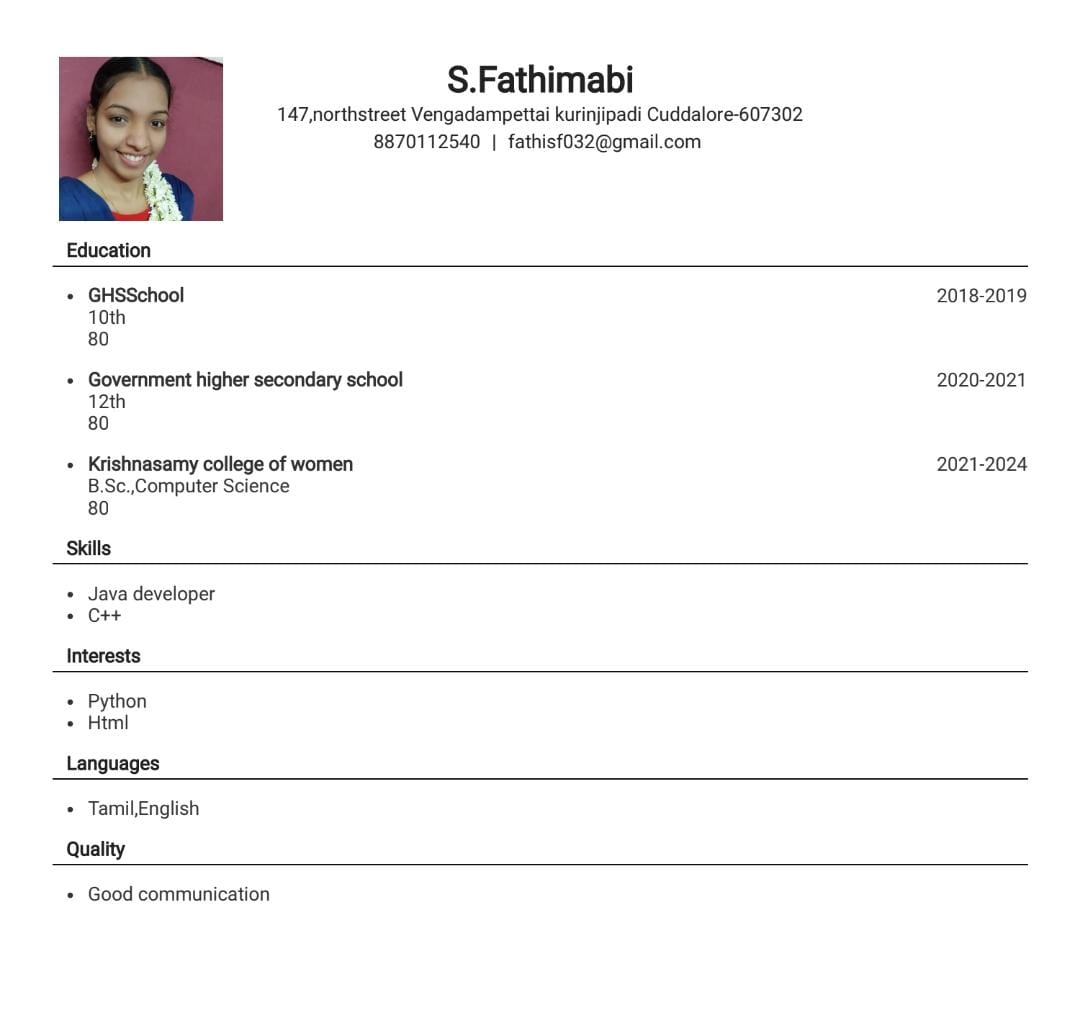 S.Fathimabi
147,northstreet Vengadampettai kurinjipadi Cuddalore-607302
8870112540 | fathisf032@gmail.com
Education
• GHSSchool 2018-2019
10th
80
• Government higher secondary school 2020-2021
12th
80
• Krishnasamy college of women 2021-2024
B.Sc.,Computer Science
80
Skills
• Java developer
• C++
Interests
• Python
• Html
Languages
• Tamil,English
Quality
• Good communication